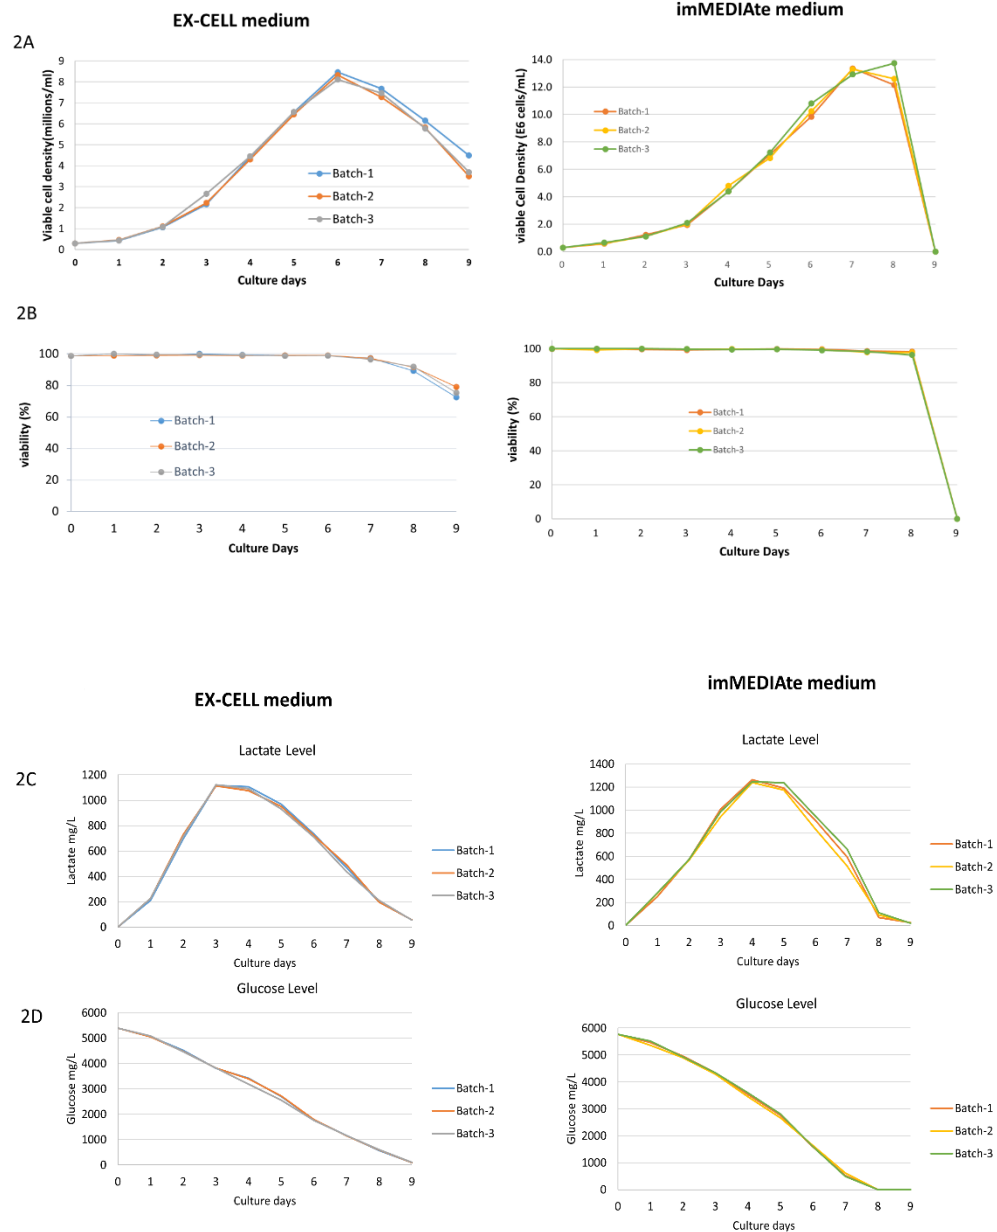 EX-CELL medium
imMEDIAte medium
2A
Viable cell density(millions/ml)
9
8
7
6
5
4
3
2
1
0
Batch-1
Batch-2
Batch-3
0 1 2 3 4 5 6 7 8 9
Culture days
viable Cell Density (E6 cells/mL)
14.0
12.0
10.0
8.0
6.0
4.0
2.0
0.0
Batch-1
Batch-2
Batch-3
0 1 2 3 4 5 6 7 8 9
Culture Days
2B
viability (%)
100
80
60
40
20
0
Batch-1
Batch-2
Batch-3
0 1 2 3 4 5 6 7 8 9
Culture Days
viability (%)
100
80
60
40
20
0
Batch-1
Batch-2
Batch-3
0 1 2 3 4 5 6 7 8 9
Culture Days
EX-CELL medium
imMEDIAte medium
2C
Lactate Level
Lactate mg/L
1200
1000
800
600
400
200
0
Batch-1
Batch-2
Batch-3
0 1 2 3 4 5 6 7 8 9
Culture days
Lactate Level
Lactate mg/L
1400
1200
1000
800
600
400
200
0
Batch-1
Batch-2
Batch-3
0 1 2 3 4 5 6 7 8 9
Culture days
2D
Glucose Level
Glucose mg/L
6000
5000
4000
3000
2000
1000
0
Batch-1
Batch-2
Batch-3
0 1 2 3 4 5 6 7 8 9
Culture days
Glucose Level
Glucose mg/L
6000
5000
4000
3000
2000
1000
0
Batch-1
Batch-2
Batch-3
0 1 2 3 4 5 6 7 8 9
Culture days